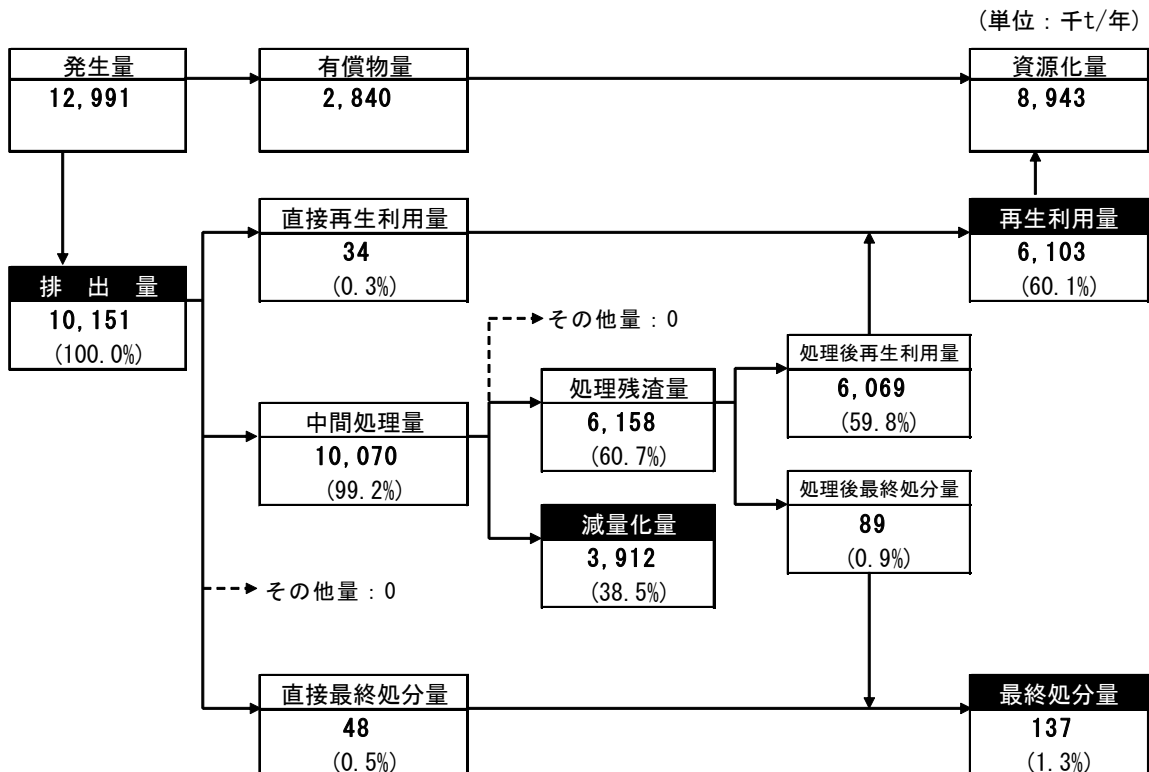 (単位：千t/年)
発生量
12,991
有償物量
2,840
資源化量
8,943
直接再生利用量
34
(0.3%)
再生利用量
6,103
(60.1%)
排 出 量
10,151
(100.0%)
その他量：0
処理残渣量
6,158
(60.7%)
処理後再生利用量
6,069
(59.8%)
中間処理量
10,070
(99.2%)
処理後最終処分量
89
(0.9%)
減量化量
3,912
(38.5%)
その他量：0
直接最終処分量
48
(0.5%)
最終処分量
137
(1.3%)